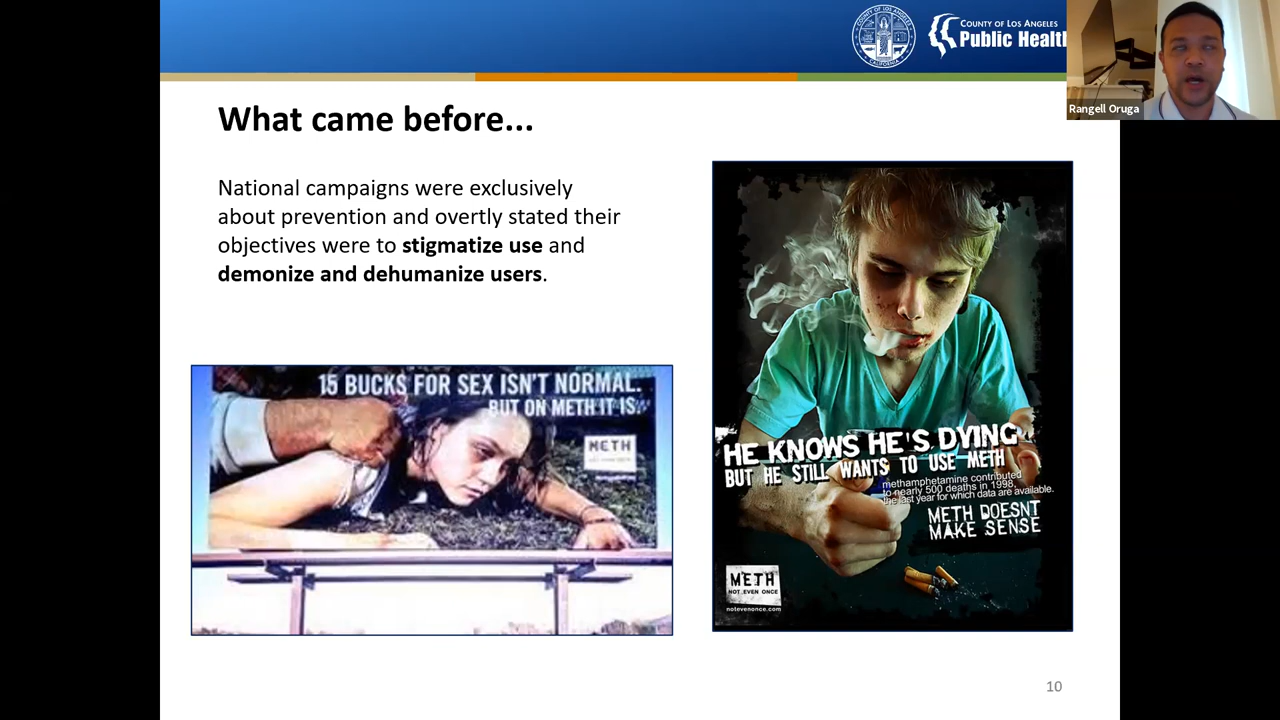 COUNTY OF LOS ANGELES
Public Health
Rangell Oruga
What came before...
National campaigns were exclusively
about prevention and overtly stated their
objectives were to stigmatize use and
demonize and dehumanize users.
15 BUCKS FOR SEX ISN'T NORMAL.
BUT ON METH IT IS.
METH
HE KNOWS HE'S DYING
BUT HE STILL WANTS TO USE METH
methamphetamine contributed
to nearly 500 deaths in 1998,
the last year for which data are available.
METH DOESNT
MAKE SENSE
METH
NOT EVEN ONCE
notevenonce.com
10